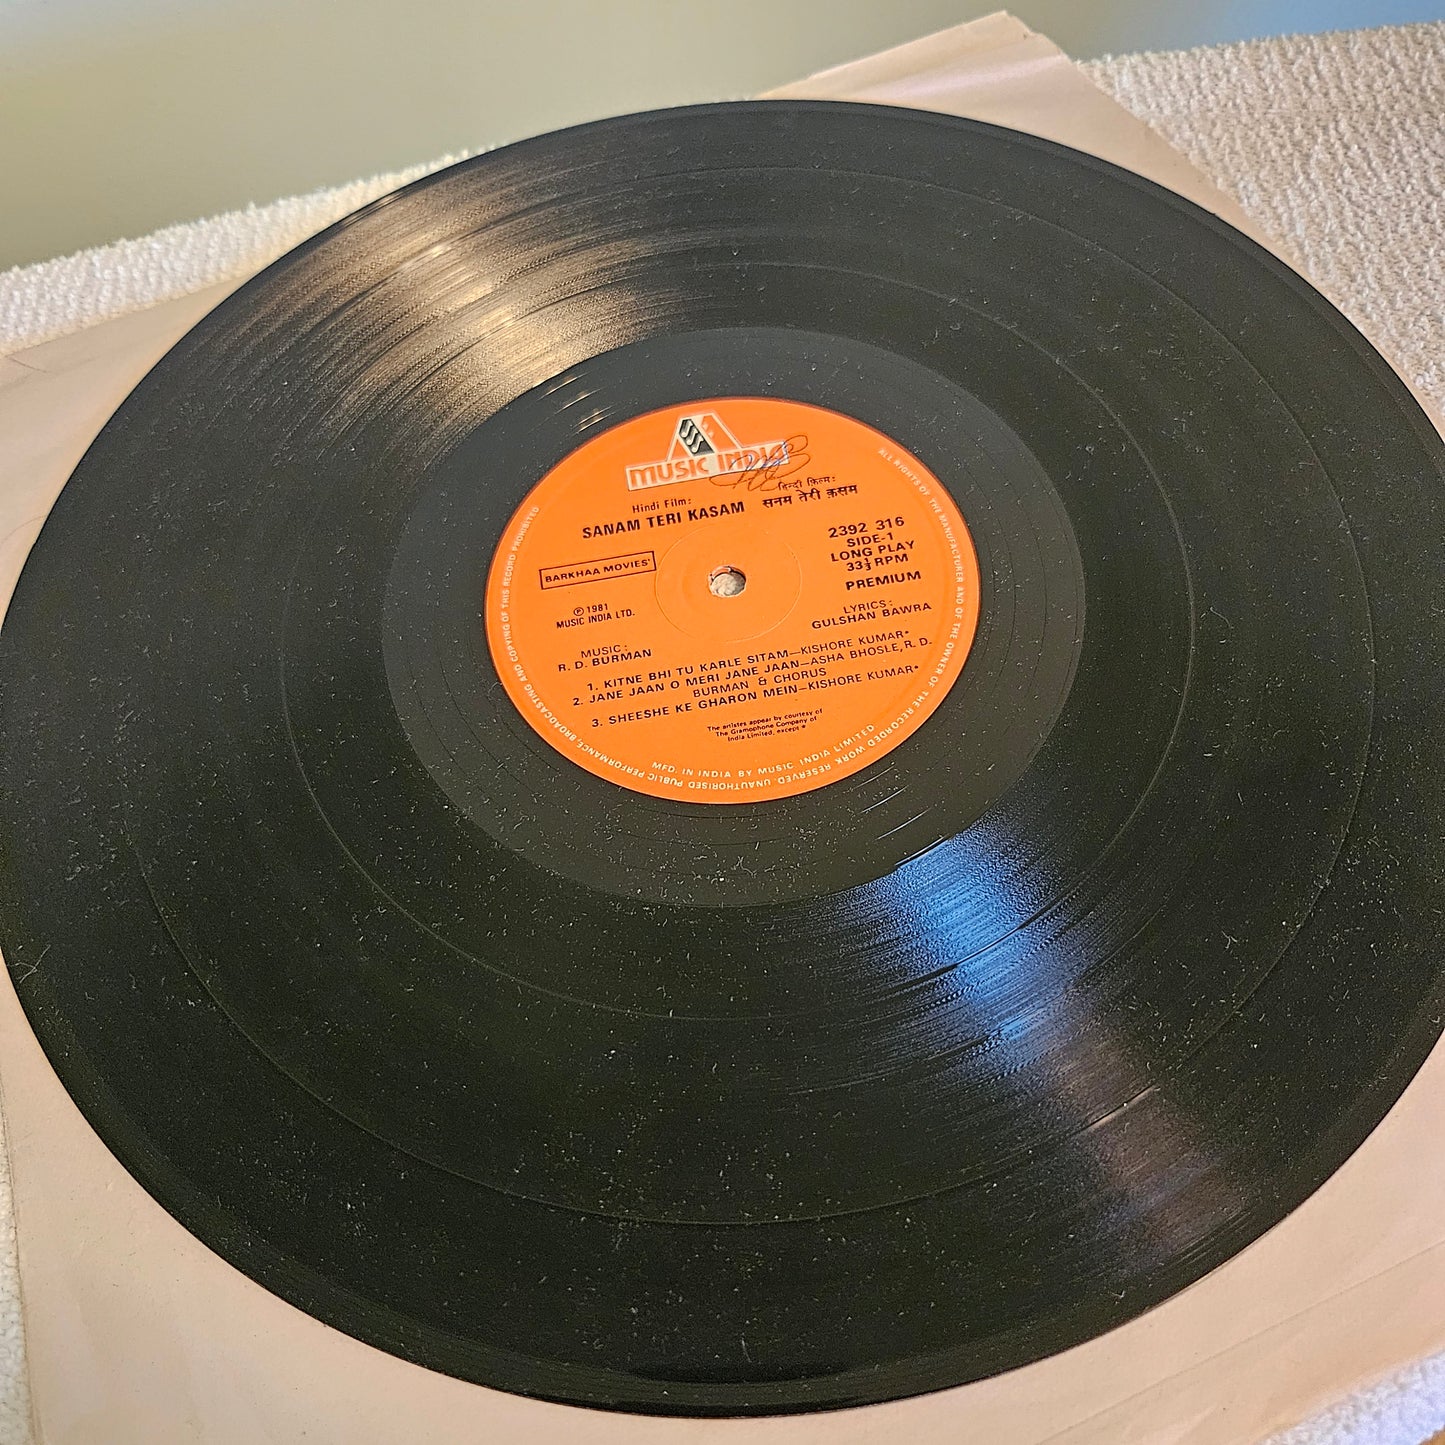 MUSIC INDIA
Hindi Film:
SANAM TERI KASAM
हिन्दी फ़िल्म:
सनम तेरी क़सम
BARKHAA MOVIES'
2392 316
SIDE-1
LONG PLAY
33⅓ RPM
PREMIUM
℗ 1981
MUSIC INDIA LTD.
LYRICS:
GULSHAN BAWRA
MUSIC:
R. D. BURMAN
1. KITNE BHI TU KARLE SITAM—KISHORE KUMAR*
2. JANE JAAN O MERI JANE JAAN—ASHA BHOSLE, R. D.
BURMAN & CHORUS
3. SHEESHE KE GHARON MEIN—KISHORE KUMAR*
The artistes appear by courtesy of
The Gramophone Company of
India Limited, except *
MFD. IN INDIA BY MUSIC INDIA LIMITED
ALL RIGHTS OF THE MANUFACTURER AND OF THE OWNER OF THE RECORDED WORK RESERVED UNAUTHORISED PUBLIC PERFORMANCE BROADCASTING AND COPYING OF THIS RECORD PROHIBITED